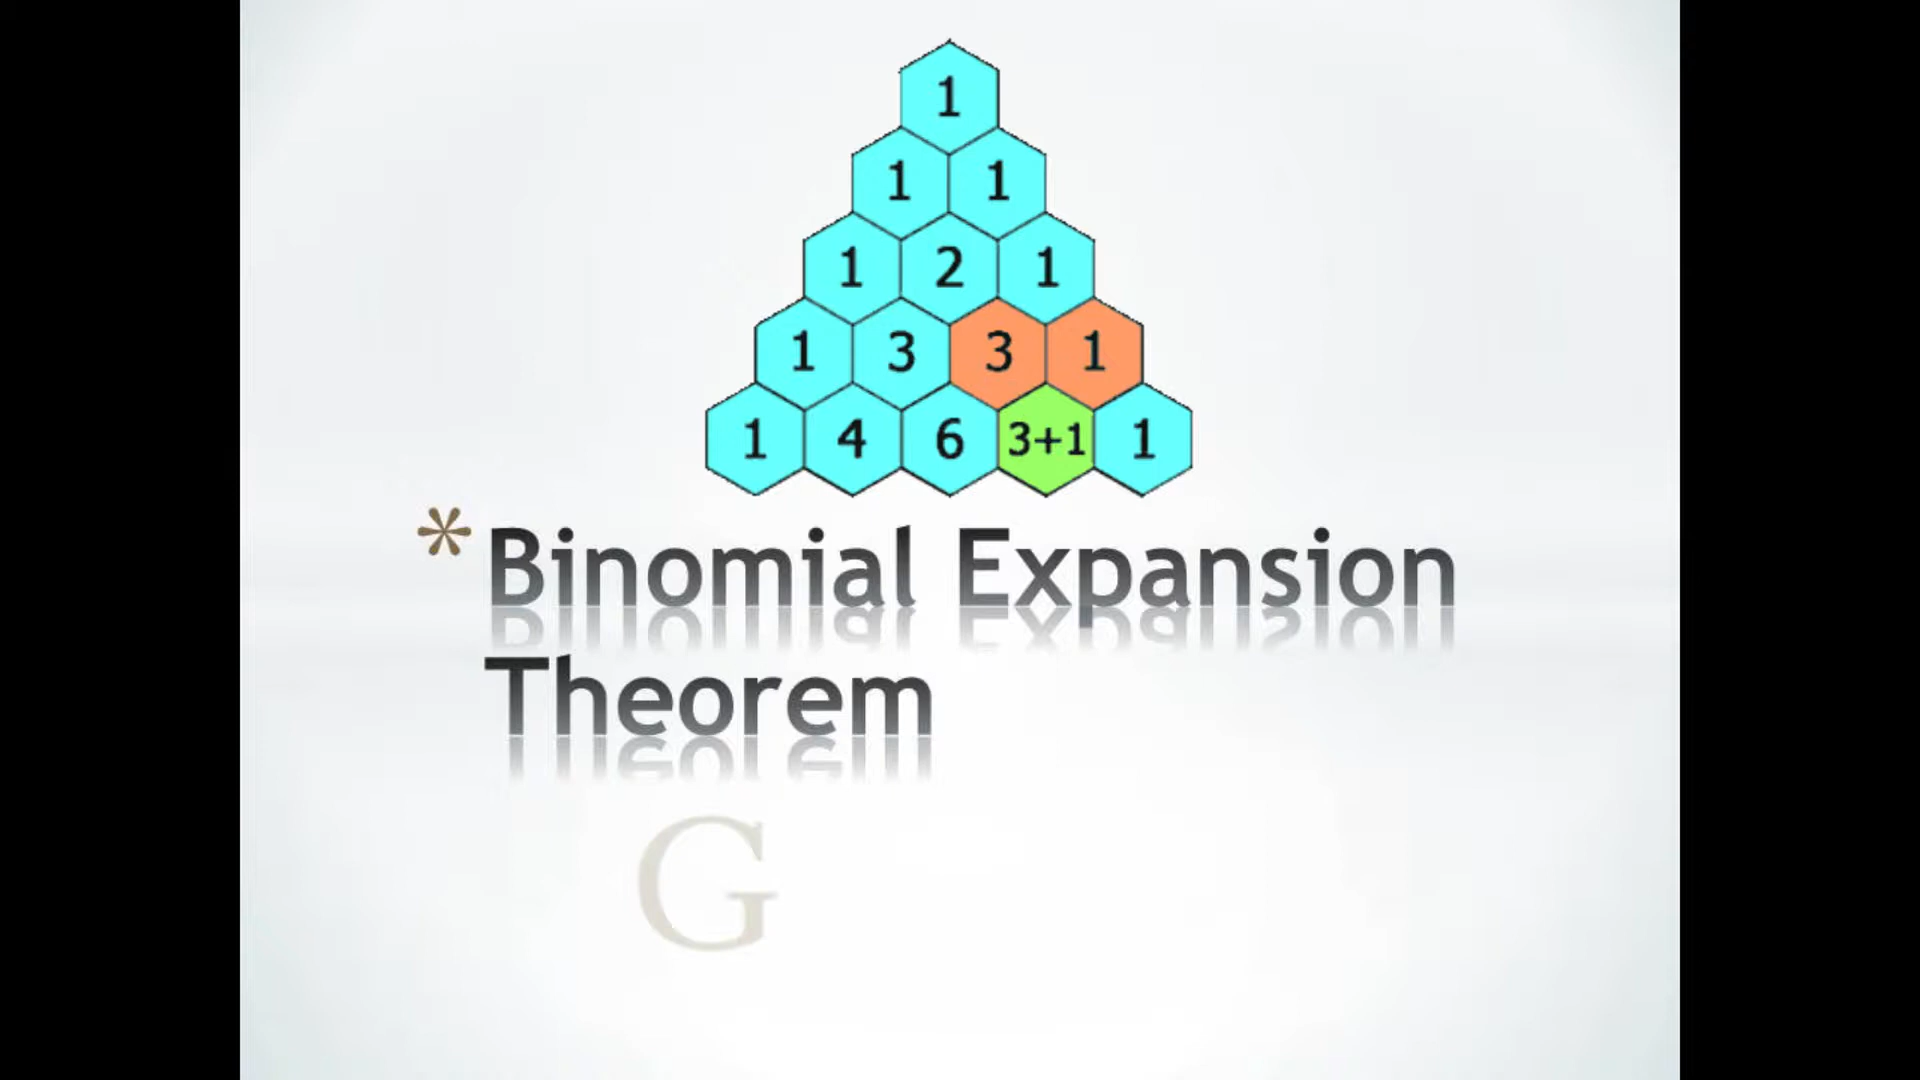 1
1 1
1 2 1
1 3 3 1
1 4 6 3+1 1
* Binomial Expansion
Theorem
G